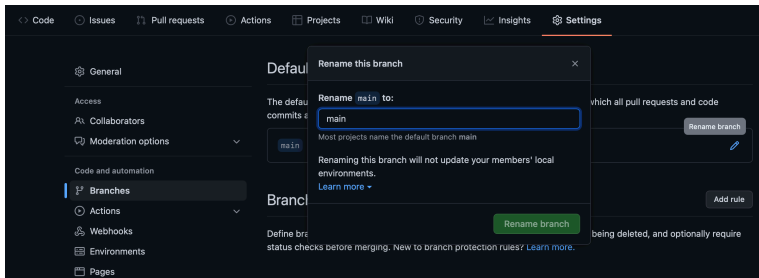 Code Issues Pull requests Actions Projects Wiki Security Insights Settings
General
Access
Collaborators
Moderation options
Code and automation
Branches
Actions
Webhooks
Environments
Pages
Defaul
The defau
commits a
which all pull requests and code
main
Rename branch
Rename this branch
Rename main to:
main
Most projects name the default branch main
Renaming this branch will not update your members' local
environments.
Learn more
Rename branch
Branc
Add rule
Define bra
being deleted, and optionally require
status checks before merging. New to branch protection rules? Learn more.